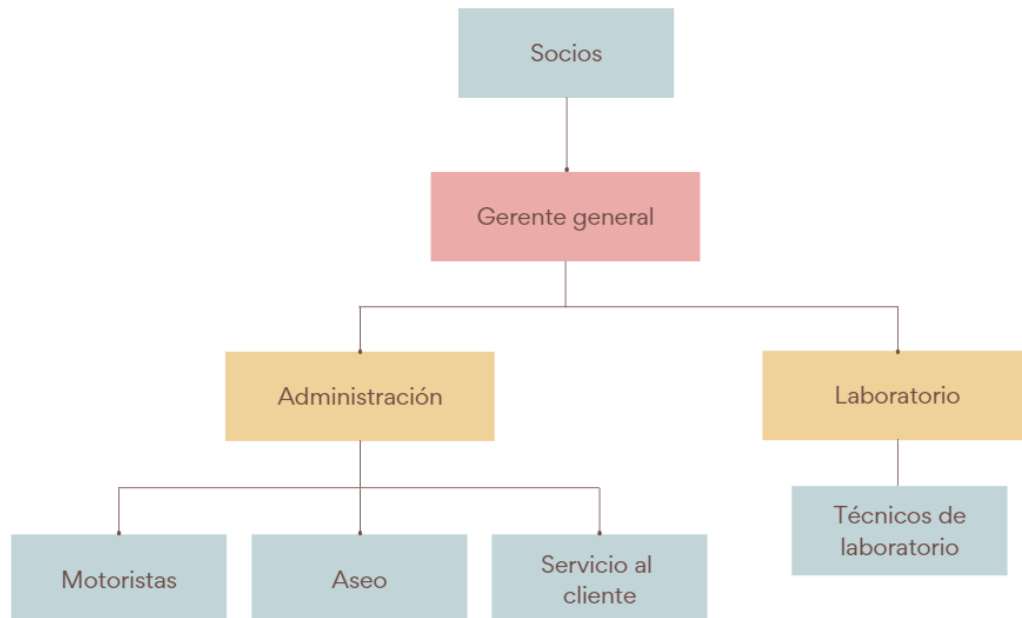 Socios
Gerente general
Administración
Laboratorio
Motoristas
Aseo
Servicio al
cliente
Técnicos de
laboratorio